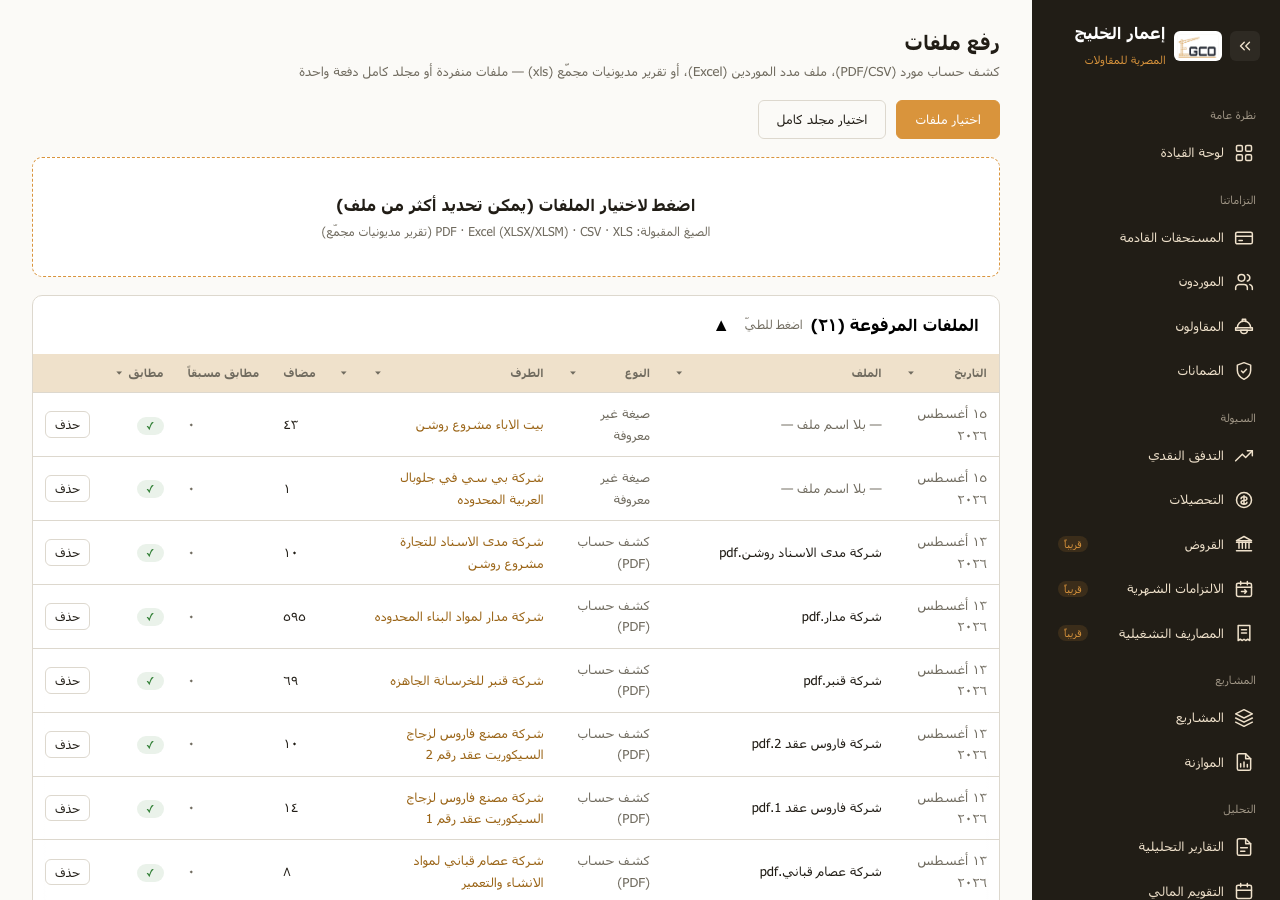 إعمار الخليج
المصرية للمقاولات
GCO
نظرة عامة
لوحة القيادة
التزاماتنا
المستحقات القادمة
الموردون
المقاولون
الضمانات
السيولة
التدفق النقدي
التحصيلات
القروض قريباً
الالتزامات الشهرية قريباً
المصاريف التشغيلية قريباً
المشاريع
المشاريع
الموازنة
التحليل
التقارير التحليلية
التقويم المالي
رفع ملفات
كشف حساب مورد (PDF/CSV)، ملف مدد الموردين (Excel)، أو تقرير مديونيات مجمّع (xls) — ملفات منفردة أو مجلد كامل دفعة واحدة
اختيار ملفات
اختيار مجلد كامل
اضغط لاختيار الملفات (يمكن تحديد أكثر من ملف)
الصيغ المقبولة: PDF · Excel (XLSX/XLSM) · CSV · XLS (تقرير مديونيات مجمّع)
الملفات المرفوعة (٢١) اضغط للطيّ ▲
التاريخ الملف النوع الطرف مضاف مطابق مسبقاً مطابق
١٥ أغسطس ٢٠٢٦ — بلا اسم ملف — صيغة غير معروفة بيت الاباء مشروع روشن ٤٣ ٠ ✓ حذف
١٥ أغسطس ٢٠٢٦ — بلا اسم ملف — صيغة غير معروفة شركة بي سي في جلوبال العربية المحدوده ١ ٠ ✓ حذف
١٣ أغسطس ٢٠٢٦ شركة مدى الاسناد روشن.pdf كشف حساب (PDF) شركة مدى الاسناد للتجارة مشروع روشن ١٠ ٠ ✓ حذف
١٣ أغسطس ٢٠٢٦ شركة مدار.pdf كشف حساب (PDF) شركة مدار لمواد البناء المحدوده ٥٩٥ ٠ ✓ حذف
١٣ أغسطس ٢٠٢٦ شركة قنبر.pdf كشف حساب (PDF) شركة قنبر للخرسانة الجاهزه ٦٩ ٠ ✓ حذف
١٣ أغسطس ٢٠٢٦ شركة فاروس عقد 2.pdf كشف حساب (PDF) شركة مصنع فاروس لزجاج السيكوريت عقد رقم 2 ١٠ ٠ ✓ حذف
١٣ أغسطس ٢٠٢٦ شركة فاروس عقد 1.pdf كشف حساب (PDF) شركة مصنع فاروس لزجاج السيكوريت عقد رقم 1 ١٤ ٠ ✓ حذف
١٣ أغسطس ٢٠٢٦ شركة عصام قباني.pdf كشف حساب (PDF) شركة عصام قباني لمواد الانشاء والتعمير ٨ ٠ ✓ حذف